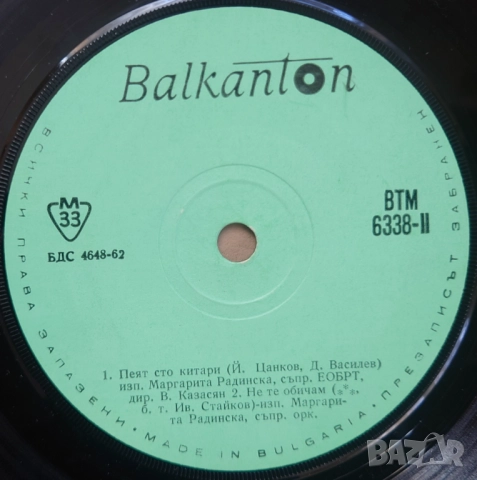 Balkanton
ВСИЧКИ ПРАВА ЗАПАЗЕНИ · MADE IN BULGARIA · ПРЕЗАПИСЪТ ЗАБРАНЕН
М
33
БДС 4648-62
ВТМ
6338-II
1. Пеят сто китари (Й. Цанков, Д. Василев)
изп. Маргарита Радинска, съпр. ЕОБРТ,
дир. В. Казасян 2. Не те обичам (***,
б. т. Ив. Стайков)-изп. Маргари-
та Радинска, съпр. орк.
BAZAR
.bg